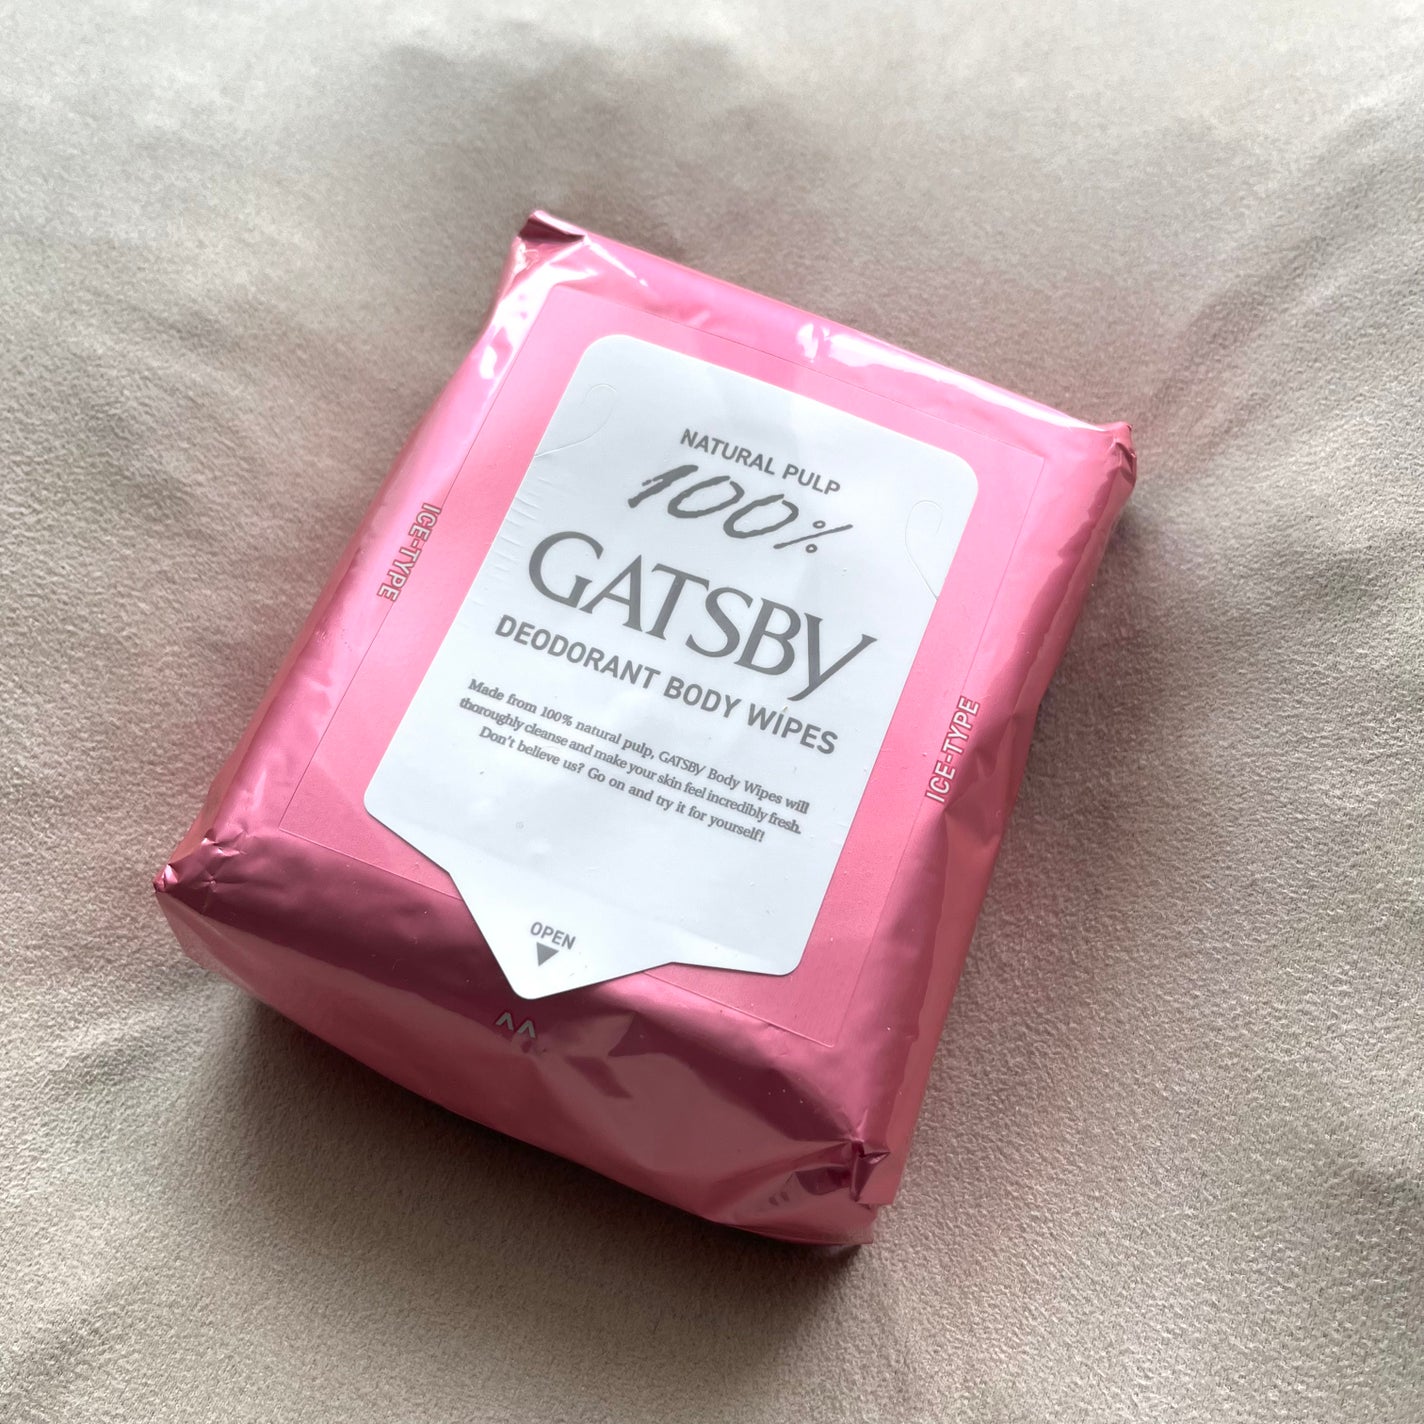 NATURAL PULP
100%
GATSBY
DEODORANT BODY WIPES
Made from 100% natural pulp, GATSBY Body Wipes will
thoroughly cleanse and make your skin feel incredibly fresh.
Don't believe us? Go on and try it for yourself!
OPEN
ICE-TYPE
ICE-TYPE